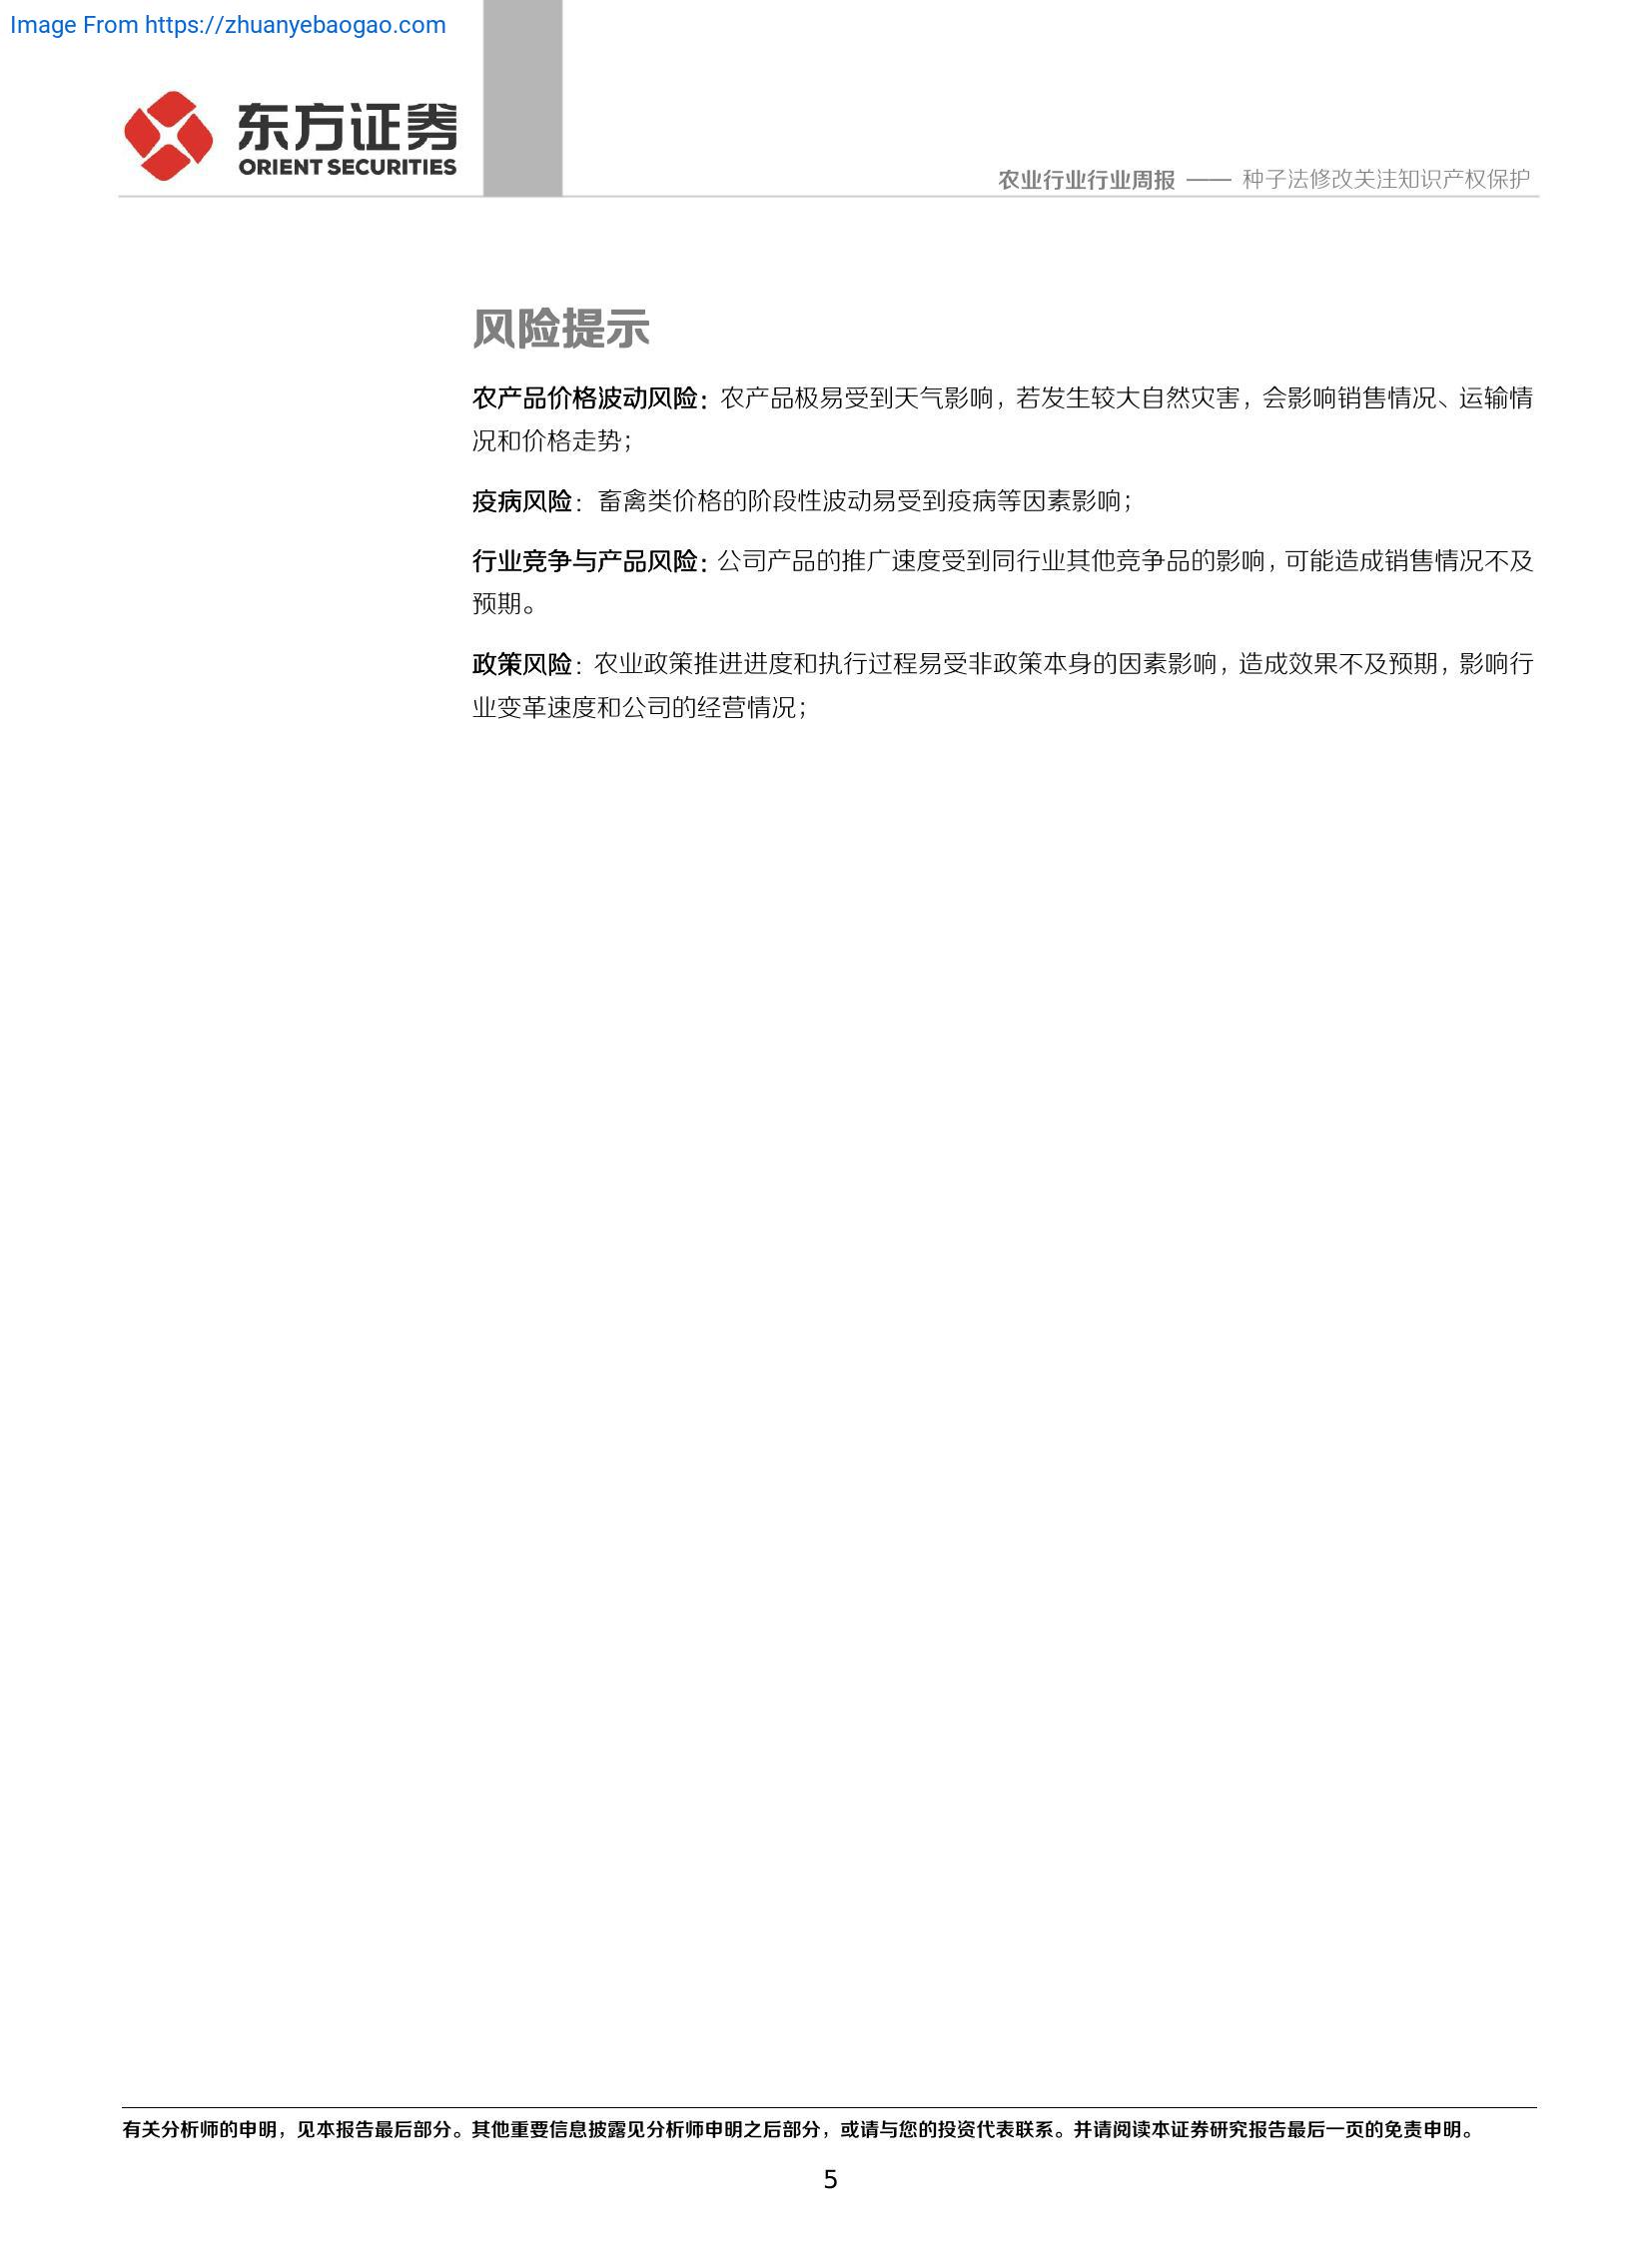 Image From https://zhuanyebaogao.com
东方证券
ORIENT SECURITIES
农业行业行业周报 —— 种子法修改关注知识产权保护
风险提示
农产品价格波动风险：农产品极易受到天气影响，若发生较大自然灾害，会影响销售情况、运输情
况和价格走势；
疫病风险：畜禽类价格的阶段性波动易受到疫病等因素影响；
行业竞争与产品风险：公司产品的推广速度受到同行业其他竞争品的影响，可能造成销售情况不及
预期。
政策风险：农业政策推进进度和执行过程易受非政策本身的因素影响，造成效果不及预期，影响行
业变革速度和公司的经营情况；
有关分析师的申明，见本报告最后部分。其他重要信息披露见分析师申明之后部分，或请与您的投资代表联系。并请阅读本证券研究报告最后一页的免责申明。
5